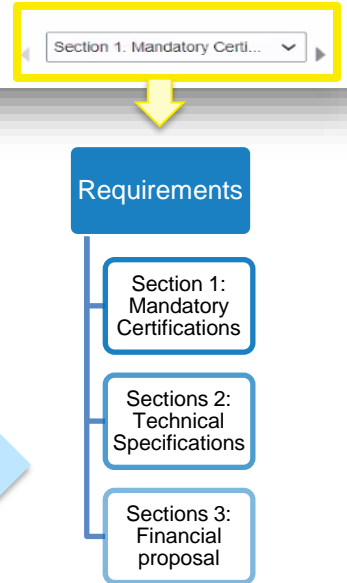 Section 1. Mandatory Certi...
Requirements
Section 1:
Mandatory
Certifications
Sections 2:
Technical
Specifications
Sections 3:
Financial
proposal